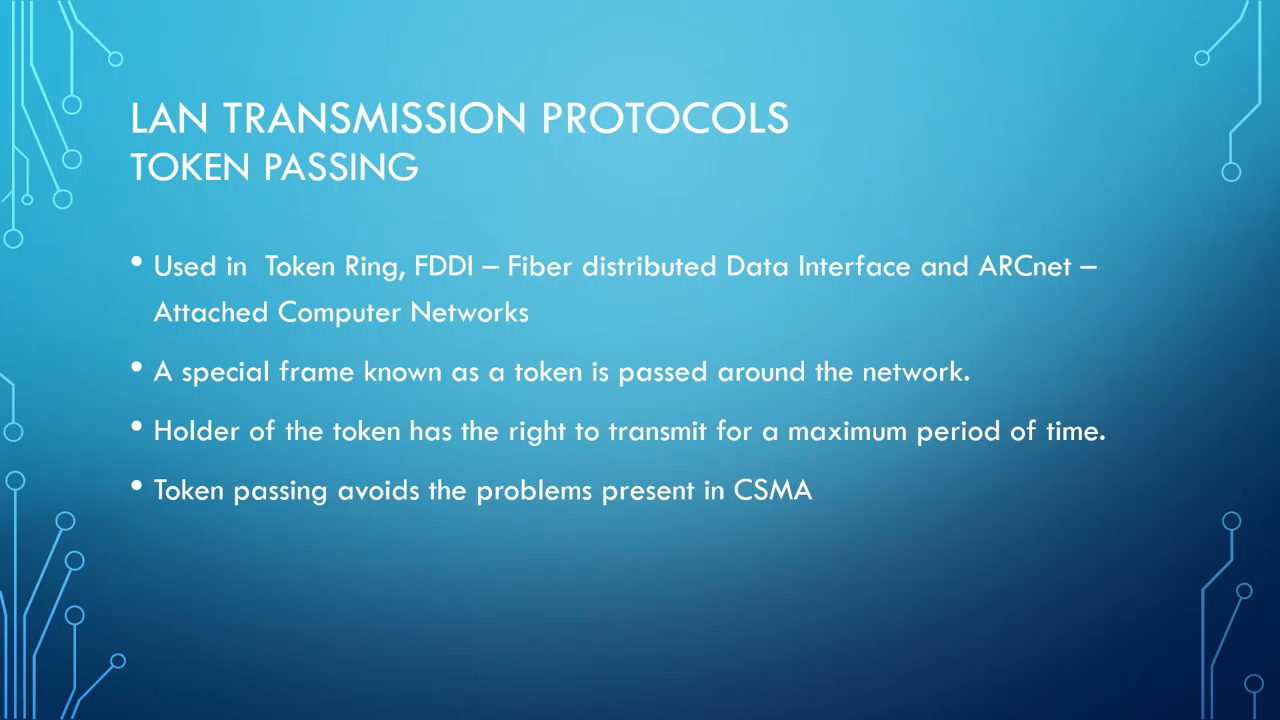 LAN TRANSMISSION PROTOCOLS
TOKEN PASSING
• Used in  Token Ring, FDDI – Fiber distributed Data Interface and ARCnet –
Attached Computer Networks
• A special frame known as a token is passed around the network.
• Holder of the token has the right to transmit for a maximum period of time.
• Token passing avoids the problems present in CSMA